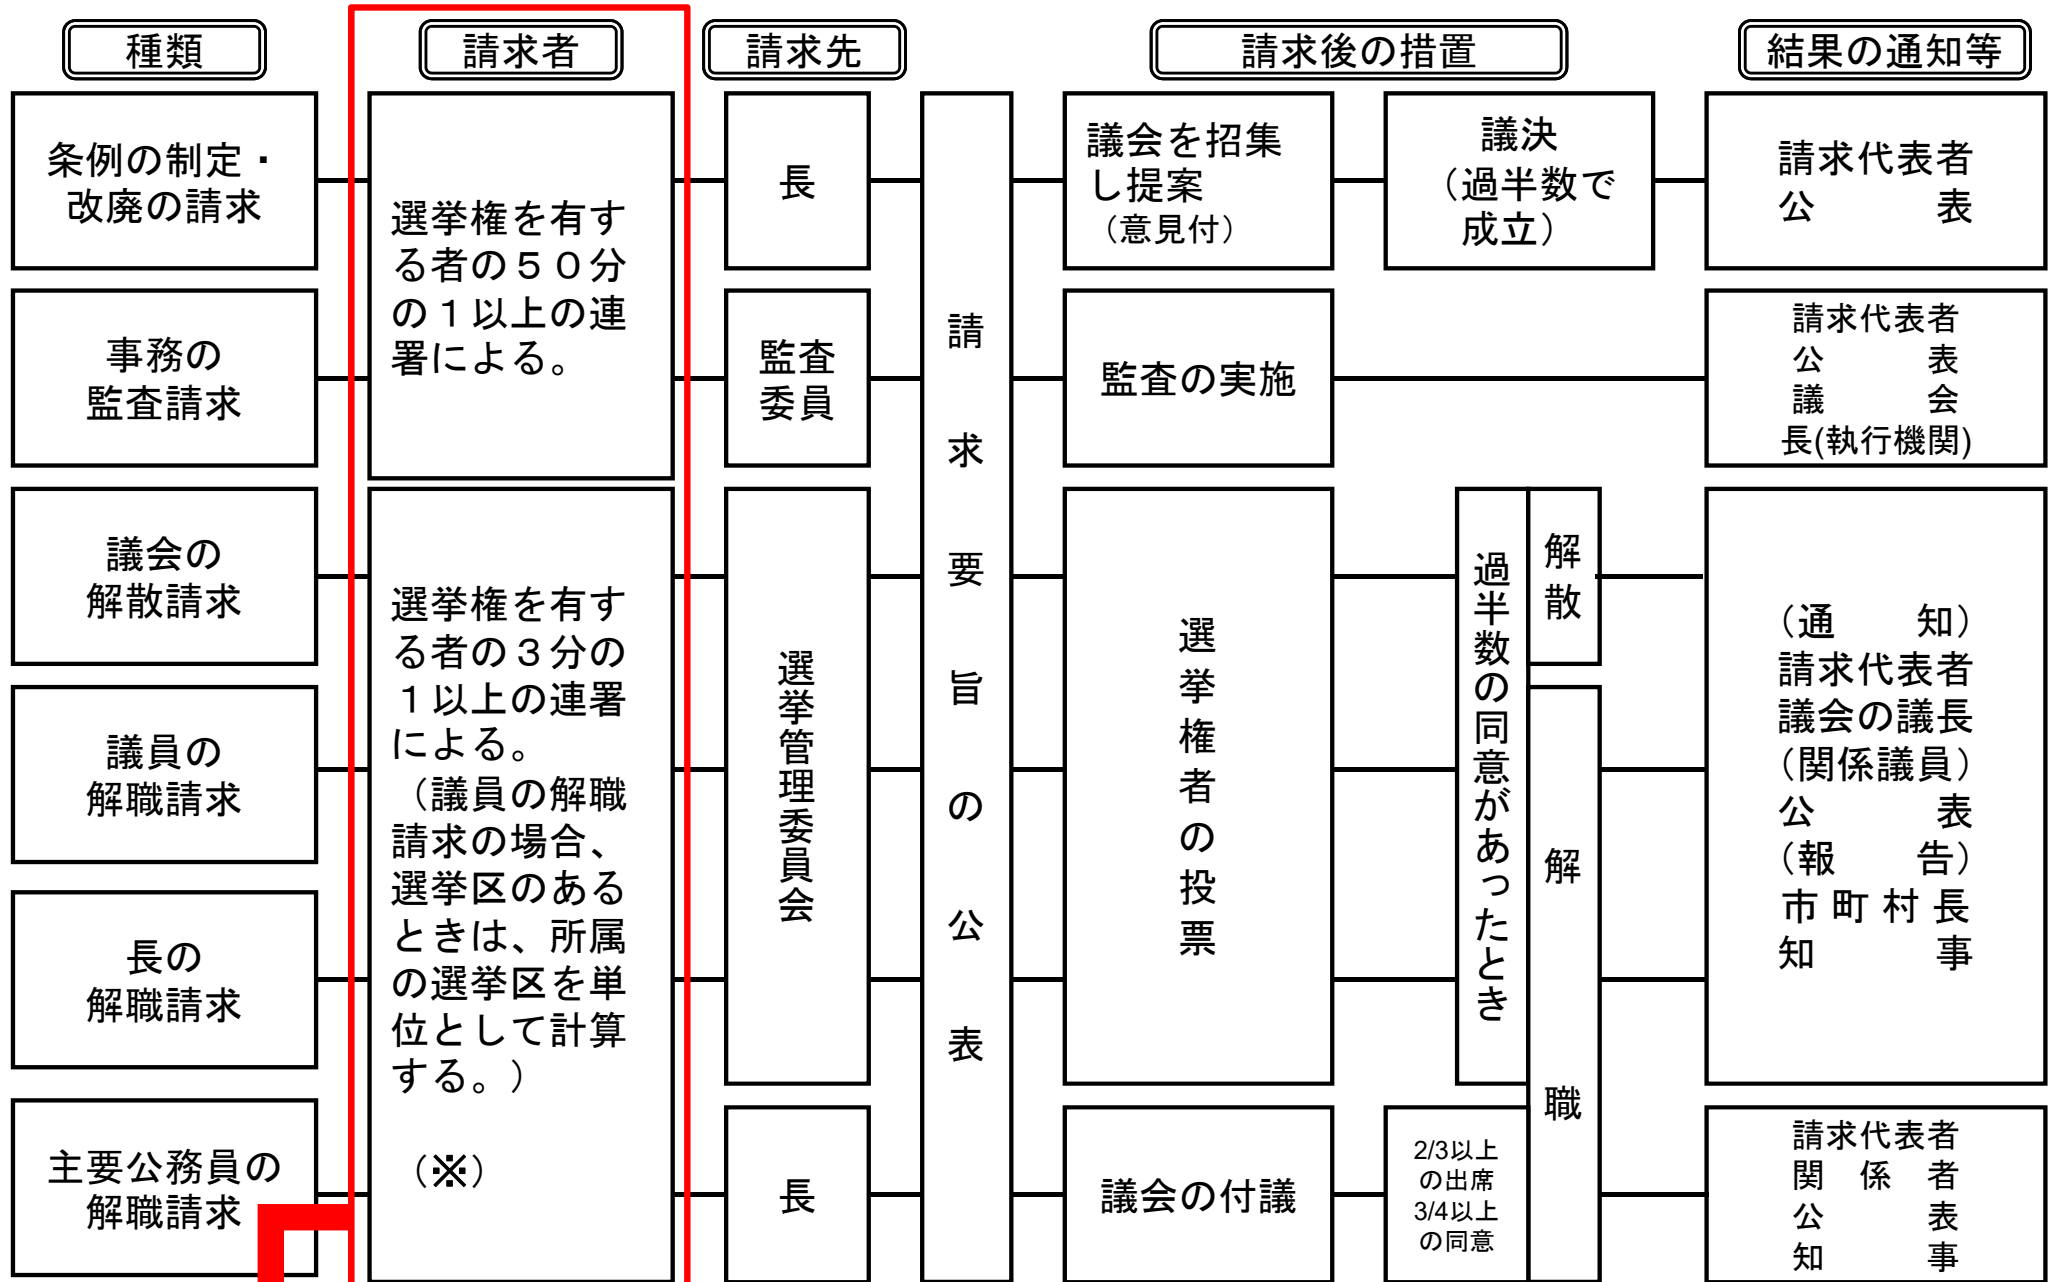 種類
請求者
請求先
請求後の措置
結果の通知等
条例の制定・
改廃の請求
選挙権を有す
る者の５０分
の１以上の連
署による。
長
請求要旨の公表
議会を招集
し提案
（意見付）
議決
（過半数で
成立）
請求代表者
公　　　表
事務の
監査請求
監査
委員
監査の実施
請求代表者
公　　　表
議　　　会
長(執行機関)
議会の
解散請求
議員の
解職請求
長の
解職請求
選挙権を有す
る者の３分の
１以上の連署
による。
（議員の解職
請求の場合、
選挙区のある
ときは、所属
の選挙区を単
位として計算
する。）
（※）
選挙管理委員会
選挙権者の投票
過半数の同意があったとき
解散
解職
（通　　知）
請求代表者
議会の議長
（関係議員）
公　　　表
（報　　告）
市町村長
知　　　事
主要公務員の
解職請求
長
議会の付議
2/3以上
の出席
3/4以上
の同意
請求代表者
関　係　者
公　　　表
知　　　事